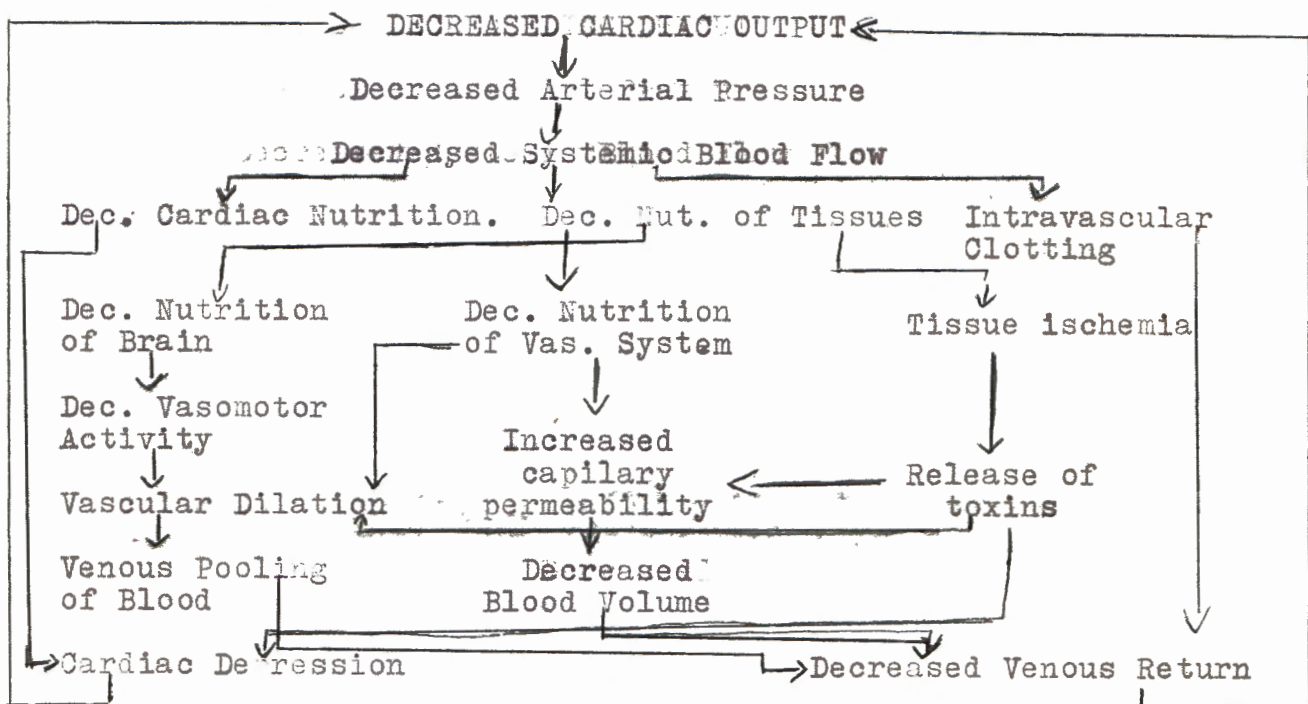 DECREASED CARDIAC OUTPUT
Decreased Arterial Pressure
Decreased Systemic Blood Flow
Dec. Cardiac Nutrition.
Dec. Nut. of Tissues
Intravascular
Clotting
Dec. Nutrition
of Brain
Dec. Nutrition
of Vas. System
Tissue ischemia
Dec. Vasomotor
Activity
Increased
capilary
permeability
Release of
toxins
Vascular Dilation
Venous Pooling
of Blood
Decreased
Blood Volume
Cardiac Depression
Decreased Venous Return